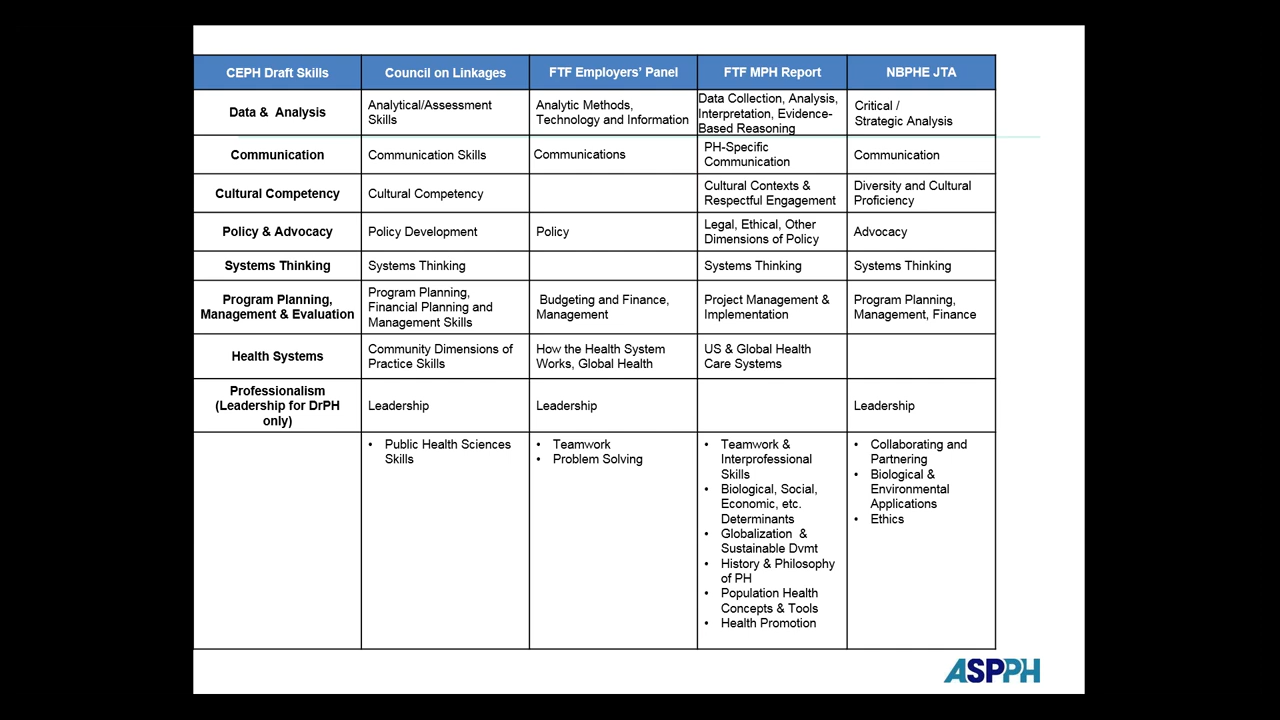 CEPH Draft Skills
Council on Linkages
FTF Employers' Panel
FTF MPH Report
NBPHE JTA
Data & Analysis
Analytical/Assessment
Skills
Analytic Methods,
Technology and Information
Data Collection, Analysis,
Interpretation, Evidence-
Based Reasoning
Critical /
Strategic Analysis
Communication
Communication Skills
Communications
PH-Specific
Communication
Communication
Cultural Competency
Cultural Competency
Cultural Contexts &
Respectful Engagement
Diversity and Cultural
Proficiency
Policy & Advocacy
Policy Development
Policy
Legal, Ethical, Other
Dimensions of Policy
Advocacy
Systems Thinking
Systems Thinking
Systems Thinking
Systems Thinking
Program Planning,
Management & Evaluation
Program Planning,
Financial Planning and
Management Skills
Budgeting and Finance,
Management
Project Management &
Implementation
Program Planning,
Management, Finance
Health Systems
Community Dimensions of
Practice Skills
How the Health System
Works, Global Health
US & Global Health
Care Systems
Professionalism
(Leadership for DrPH
only)
Leadership
Leadership
Leadership
• Public Health Sciences
Skills
• Teamwork
• Problem Solving
• Teamwork &
Interprofessional
Skills
• Biological, Social,
Economic, etc.
Determinants
• Globalization &
Sustainable Dvmt
• History & Philosophy
of PH
• Population Health
Concepts & Tools
• Health Promotion
• Collaborating and
Partnering
• Biological &
Environmental
Applications
• Ethics
ASPPH